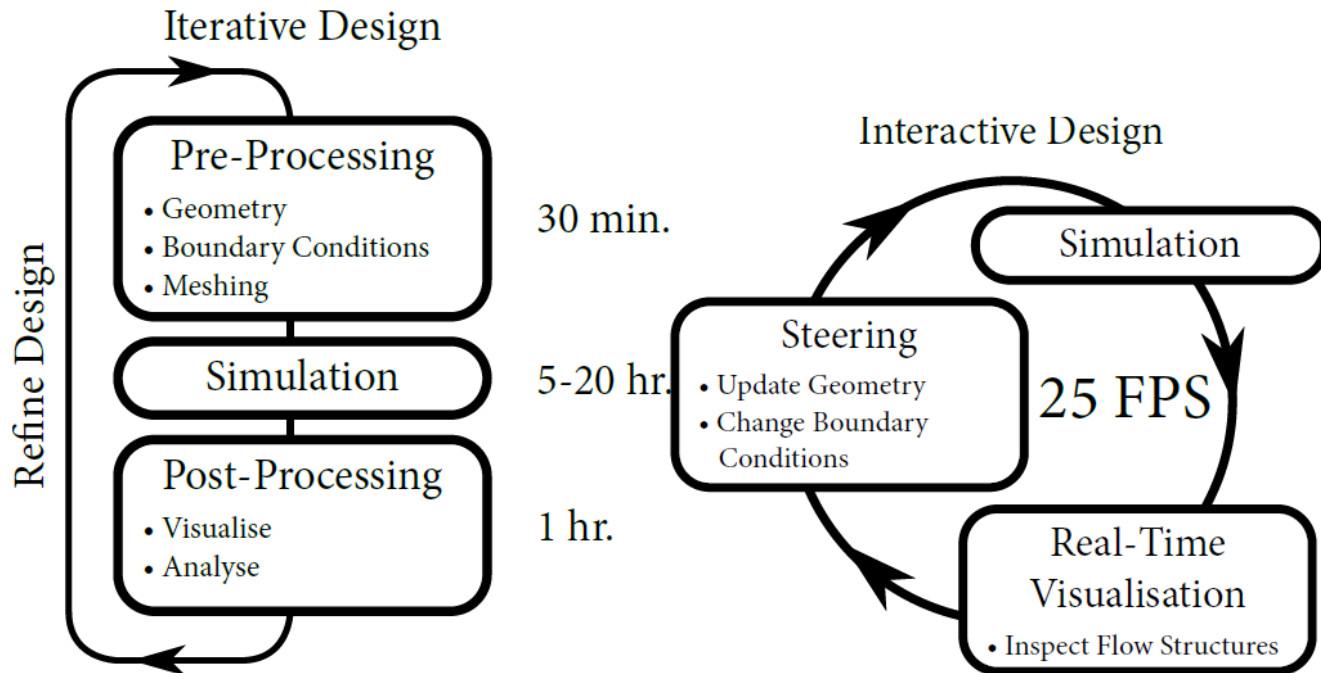 Iterative Design
Refine Design
Pre-Processing
• Geometry
• Boundary Conditions
• Meshing
30 min.
Simulation
5-20 hr.
Post-Processing
• Visualise
• Analyse
1 hr.
Interactive Design
Simulation
Steering
• Update Geometry
• Change Boundary
Conditions
25 FPS
Real-Time
Visualisation
• Inspect Flow Structures